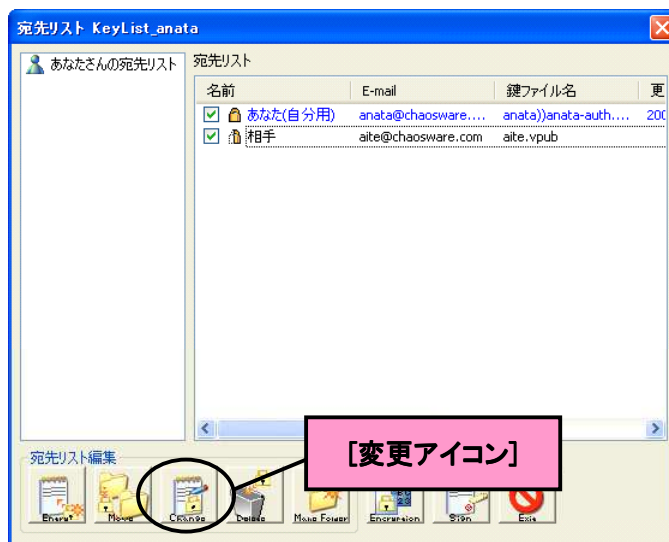 宛先リスト KeyList_anata
あなたさんの宛先リスト
宛先リスト
名前 E-mail 鍵ファイル名 更
あなた(自分用) anata@chaosware.... anata))anata-auth.... 200
相手 aite@chaosware.com aite.vpub
[変更アイコン]
宛先リスト編集
Move Change Delete Make Folder Encryption Sign Exit